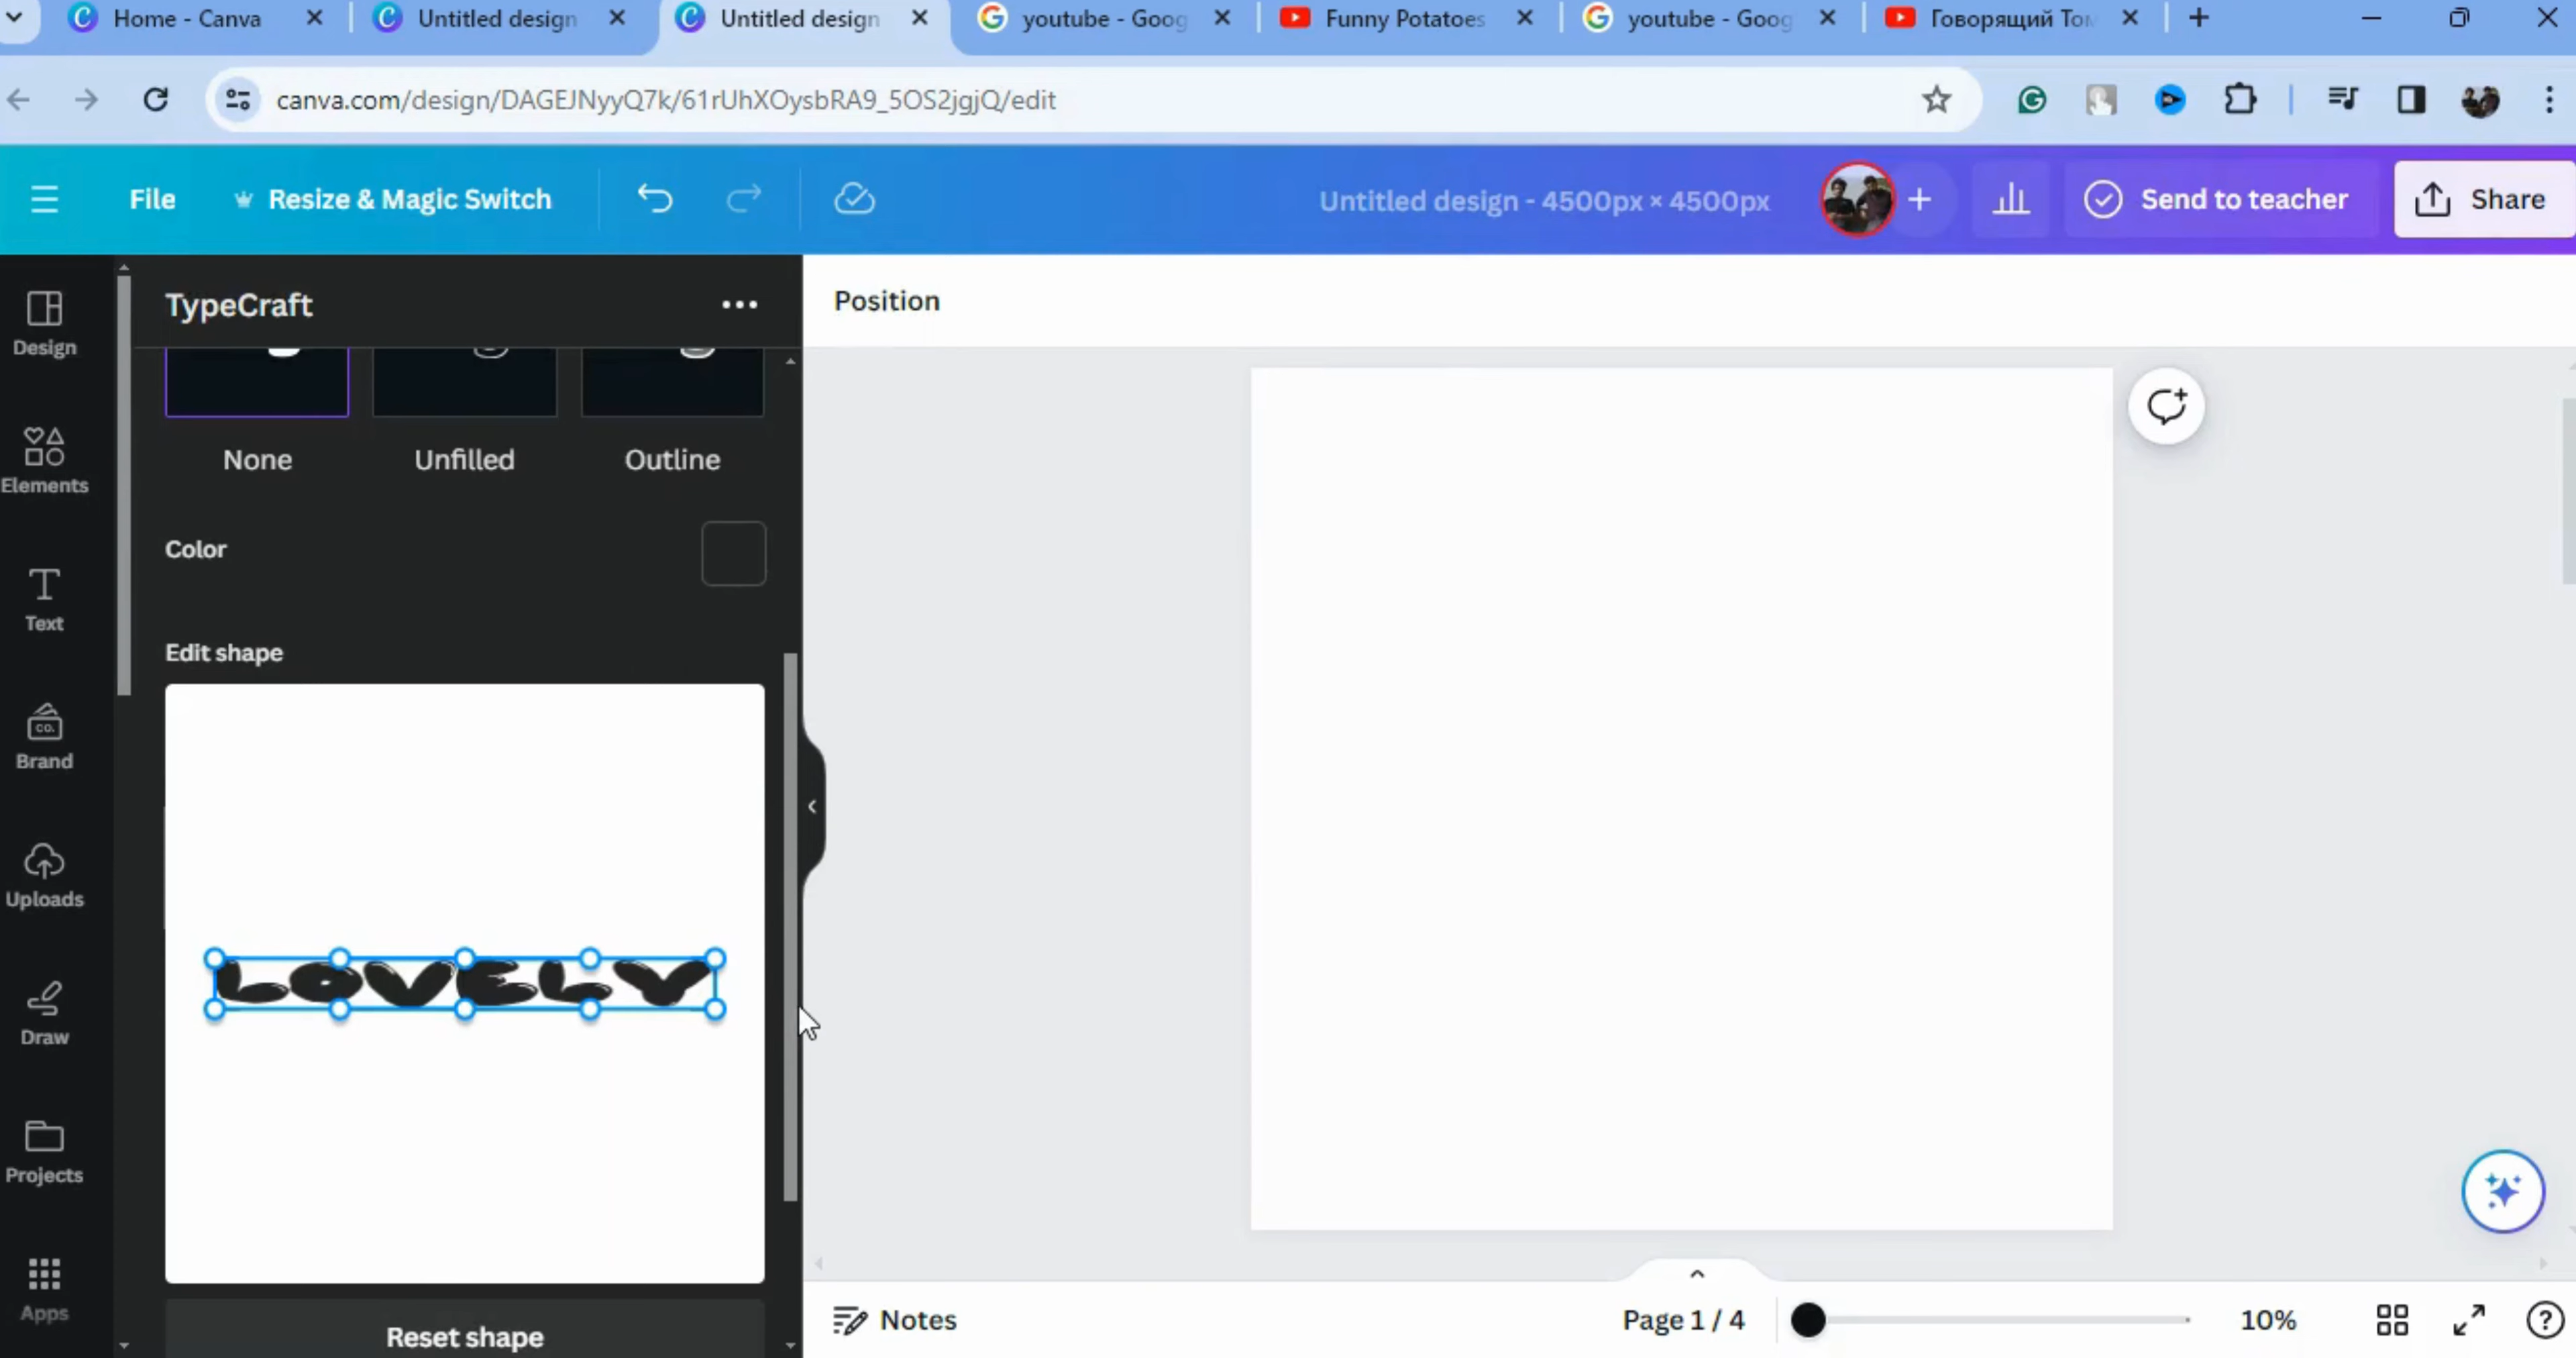 Home - Canva
Untitled design
Untitled design
youtube - Goog
Funny Potatoes
youtube - Goog
Говорящий Том
canva.com/design/DAGEJNyyQ7k/61rUhXOysbRA9_5OS2jgjQ/edit
File
Resize & Magic Switch
Untitled design - 4500px × 4500px
Send to teacher
Share
Design
Elements
Text
Brand
Uploads
Draw
Projects
Apps
TypeCraft
None
Unfilled
Outline
Color
Edit shape
LOVELY
Reset shape
Position
CO.
Notes
Page 1 / 4
10%